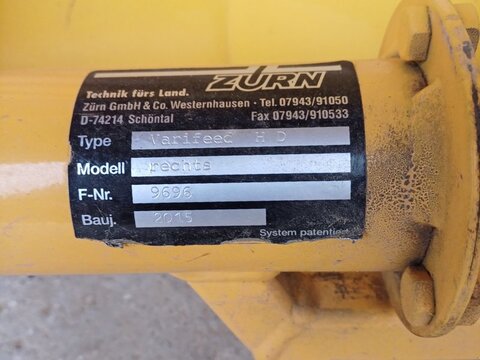 ZÜRN
Technik fürs Land.
Zürn GmbH & Co. Westernhausen · Tel. 07943/91050
D-74214 Schöntal Fax 07943/910533
Type Varifeed HD
Modell rechts
F-Nr. 9696
Bauj. 2015
System patentiert